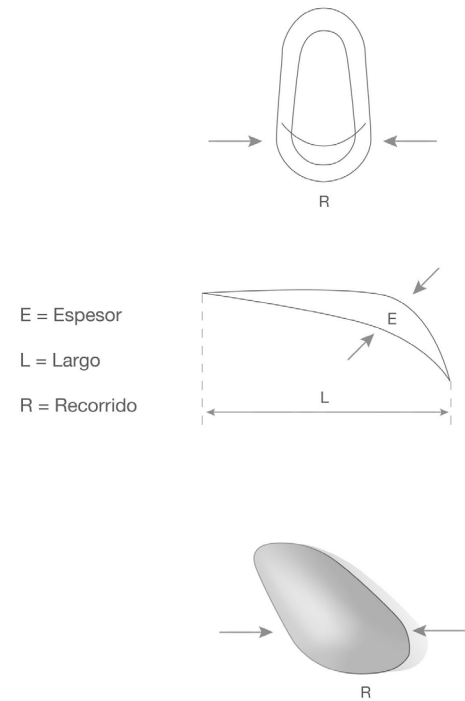 R
E = Espesor
E
L = Largo
L
R = Recorrido
R